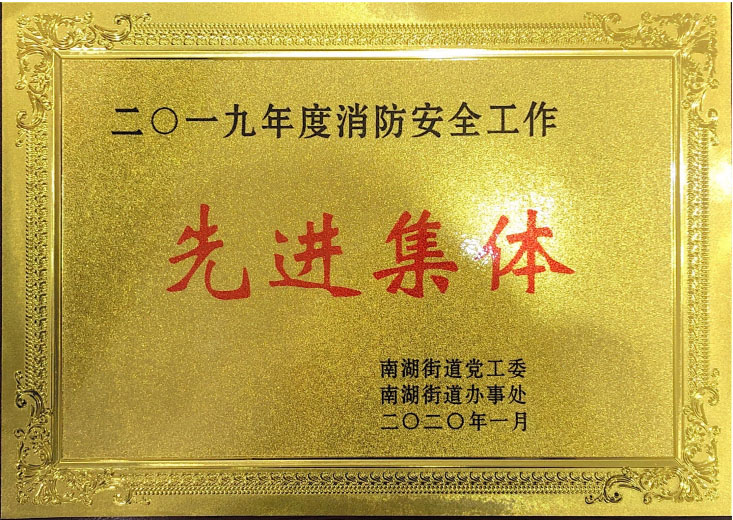 二〇一九年度消防安全工作
先进集体
南湖街道党工委
南湖街道办事处
二〇二〇年一月